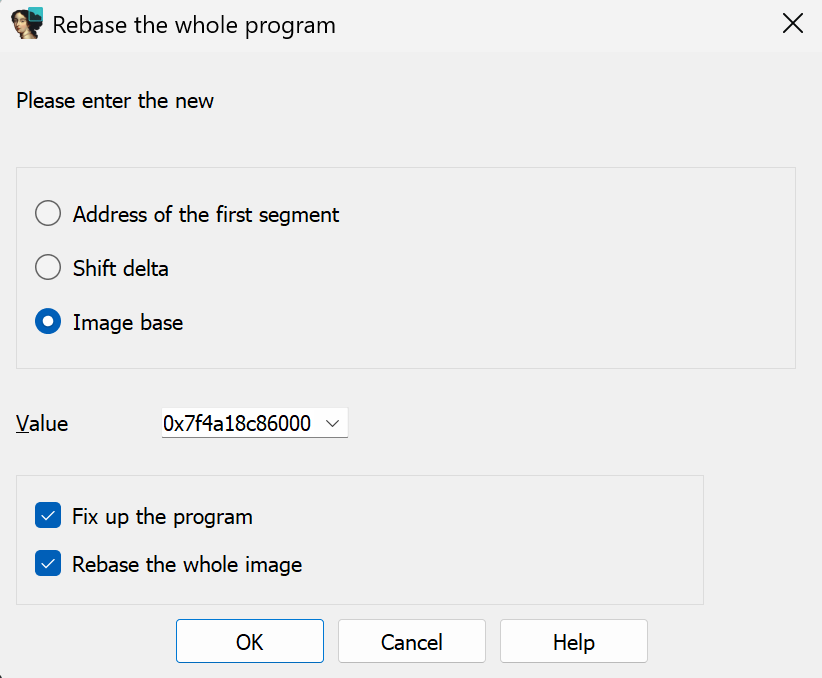 Rebase the whole program
Please enter the new
Address of the first segment
Shift delta
Image base
Value 0x7f4a18c86000
Fix up the program
Rebase the whole image
OK Cancel Help